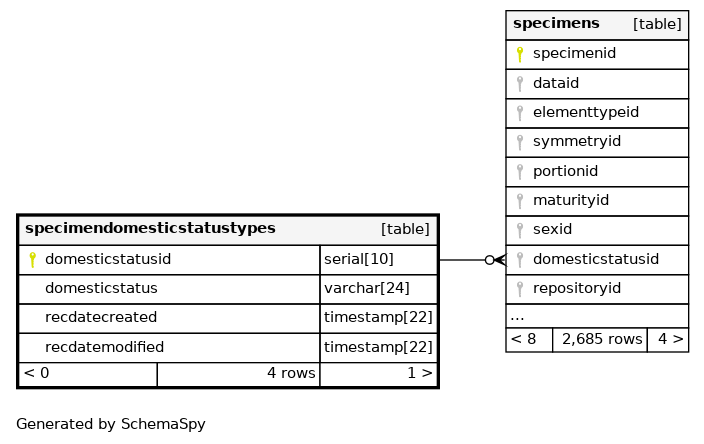 specimens [table]
specimenid
dataid
elementtypeid
symmetryid
portionid
maturityid
sexid
domesticstatusid
repositoryid
...
< 8 2,685 rows 4 >
specimendomesticstatustypes [table]
domesticstatusid serial[10]
domesticstatus varchar[24]
recdatecreated timestamp[22]
recdatemodified timestamp[22]
< 0 4 rows 1 >
Generated by SchemaSpy